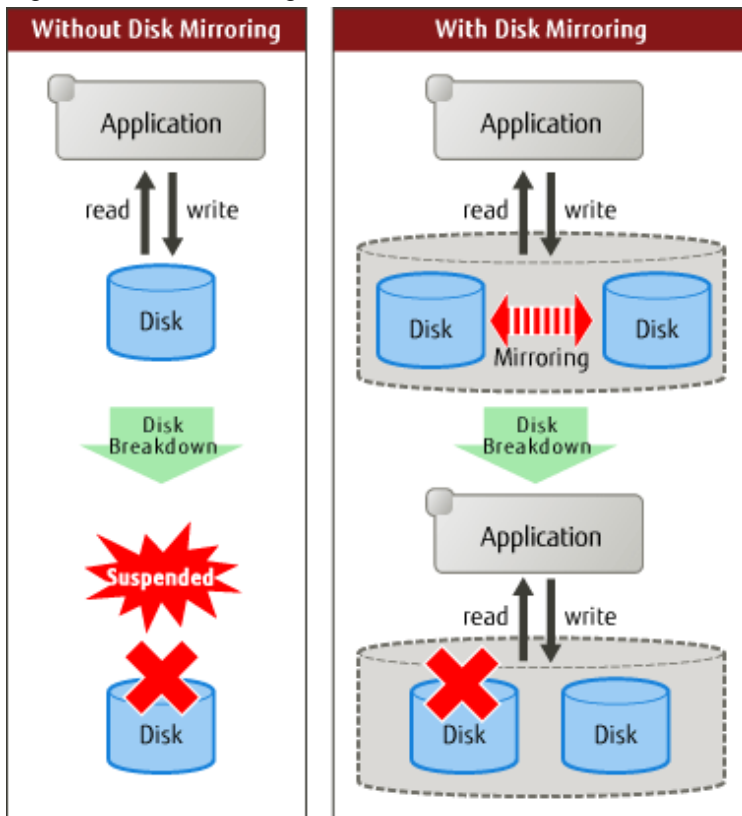 Without Disk Mirroring
Application
read
write
Disk
Disk
Breakdown
Suspended
Disk
With Disk Mirroring
Application
read
write
Disk
Disk
Mirroring
Disk
Breakdown
Application
read
write
Disk
Disk